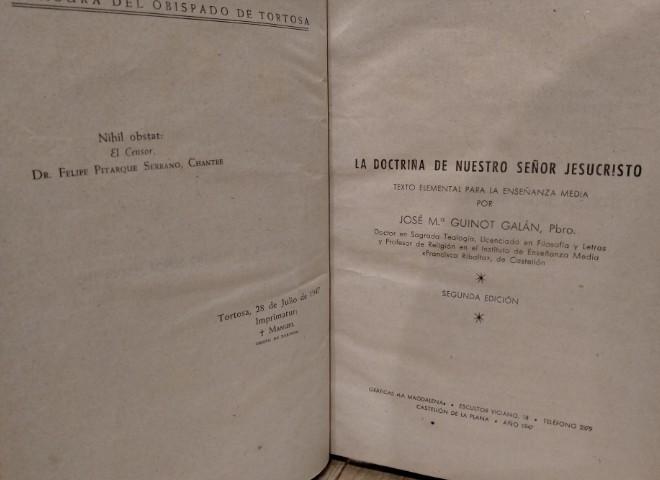 DEL OBISPADO DE TORTOSA
Nihil obstat:
El Censor,
Dr. Felipe Pitarque Serrano, Chantre
Tortosa, 28 de Julio de 1947
Imprimatur:
† Manuel
LA DOCTRINA DE NUESTRO SEÑOR JESUCRISTO
TEXTO ELEMENTAL PARA LA ENSEÑANZA MEDIA
POR
JOSÉ M.ª GUINOT GALÁN, Pbro.
Doctor en Sagrada Teología, Licenciado en Filosofía y Letras
y Profesor de Religión en el Instituto de Enseñanza Media
«Francisco Ribalta», de Castellón
SEGUNDA EDICIÓN
GRÁFICAS «LA MAGDALENA» • ESCULTOR VICIANO, 18 • TELÉFONO
CASTELLÓN DE LA PLANA • AÑO 1947